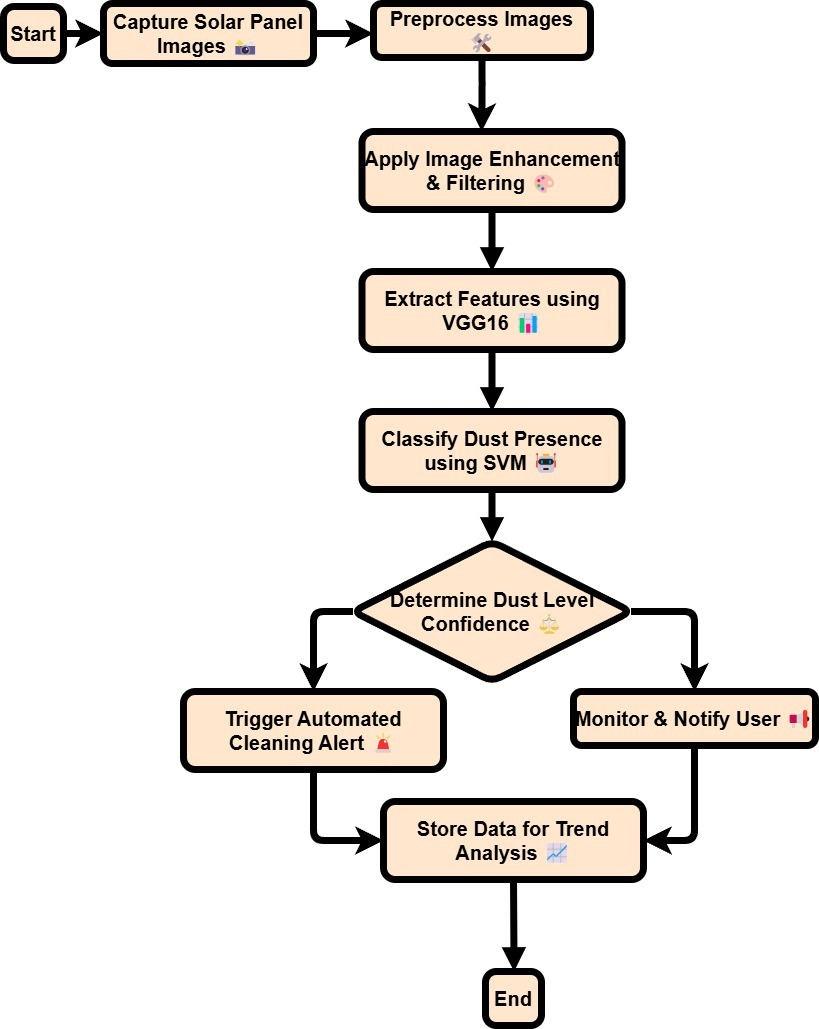 Start
Capture Solar Panel
Images
Preprocess Images
Apply Image Enhancement
& Filtering
Extract Features using
VGG16
Classify Dust Presence
using SVM
Determine Dust Level
Confidence
Trigger Automated
Cleaning Alert
Monitor & Notify User
Store Data for Trend
Analysis
End